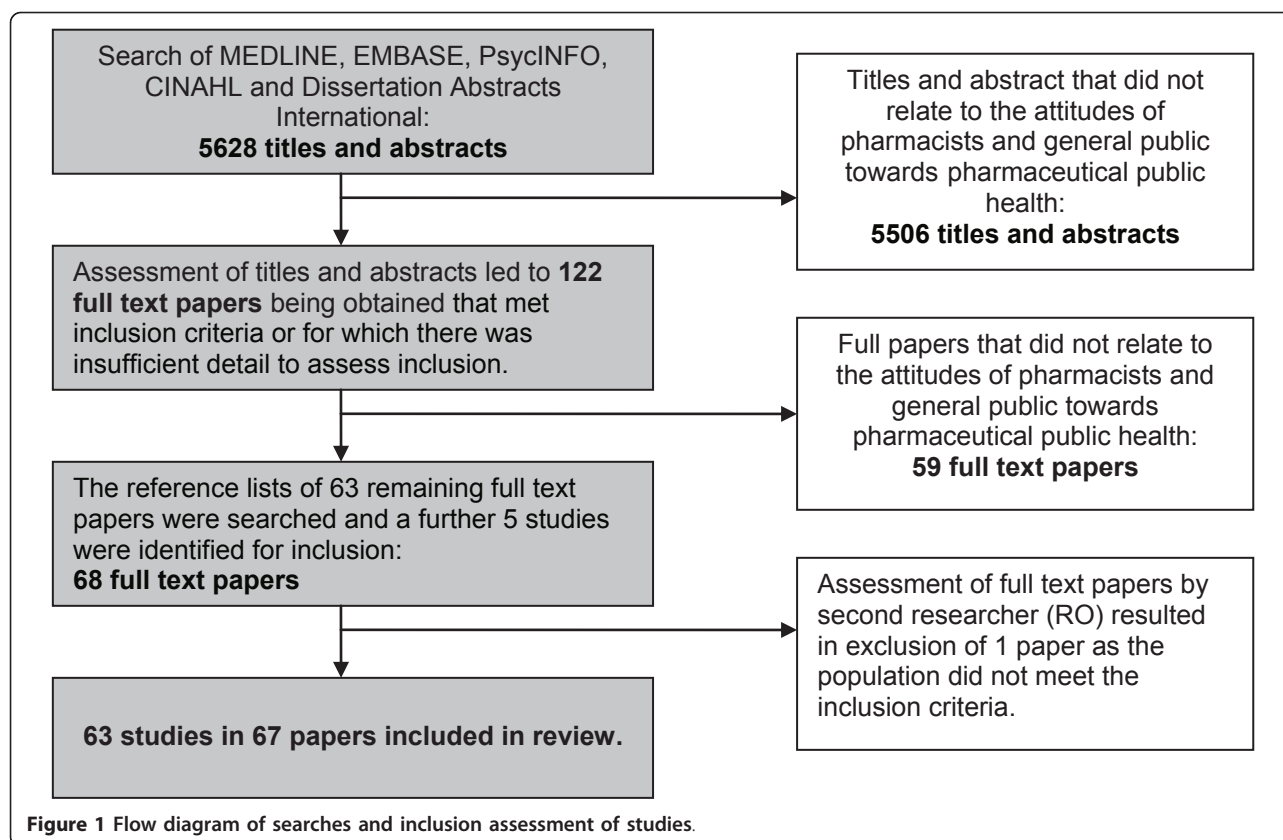 Search of MEDLINE, EMBASE, PsycINFO,
CINAHL and Dissertation Abstracts
International:
5628 titles and abstracts
Titles and abstract that did not
relate to the attitudes of
pharmacists and general public
towards pharmaceutical public
health:
5506 titles and abstracts
Assessment of titles and abstracts led to 122
full text papers being obtained that met
inclusion criteria or for which there was
insufficient detail to assess inclusion.
Full papers that did not relate to
the attitudes of pharmacists and
general public towards
pharmaceutical public health:
59 full text papers
The reference lists of 63 remaining full text
papers were searched and a further 5 studies
were identified for inclusion:
68 full text papers
Assessment of full text papers by
second researcher (RO) resulted
in exclusion of 1 paper as the
population did not meet the
inclusion criteria.
63 studies in 67 papers included in review.
Figure 1 Flow diagram of searches and inclusion assessment of studies.